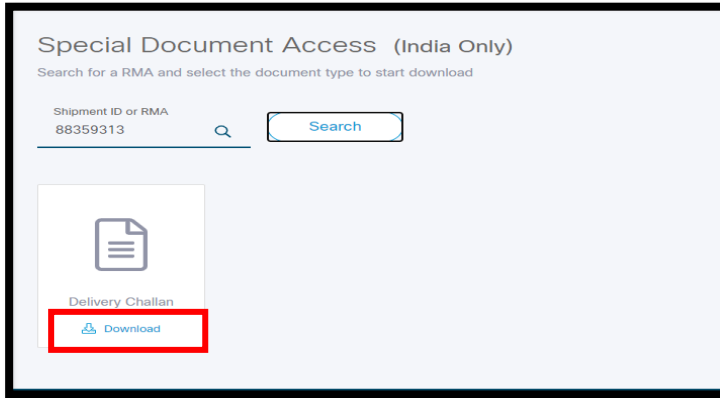 Special Document Access (India Only)
Search for a RMA and select the document type to start download
Shipment ID or RMA
88359313
Search
Delivery Challan
Download